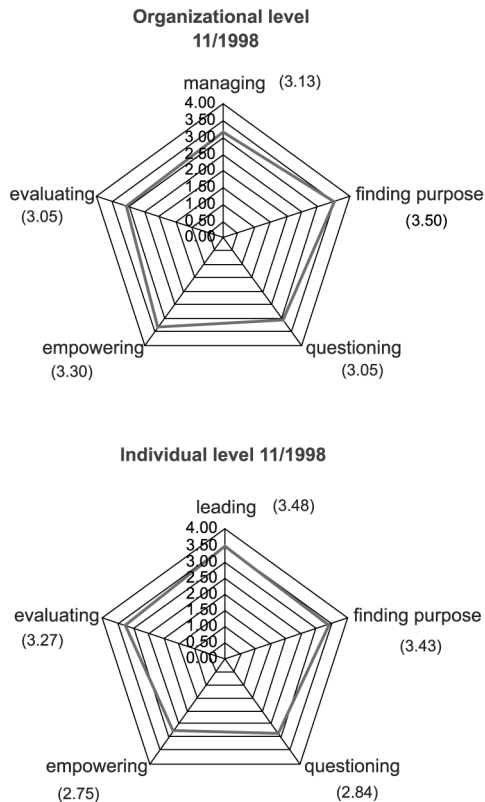 Organizational level
11/1998
managing (3.13)
4.00
3.50
3.00
2.50
2.00
1.50
1.00
0.50
0.00
evaluating
(3.05)
finding purpose
(3.50)
empowering
(3.30)
questioning
(3.05)
Individual level 11/1998
leading (3.48)
4.00
3.50
3.00
2.50
2.00
1.50
1.00
0.50
0.00
evaluating
(3.27)
finding purpose
(3.43)
empowering
(2.75)
questioning
(2.84)